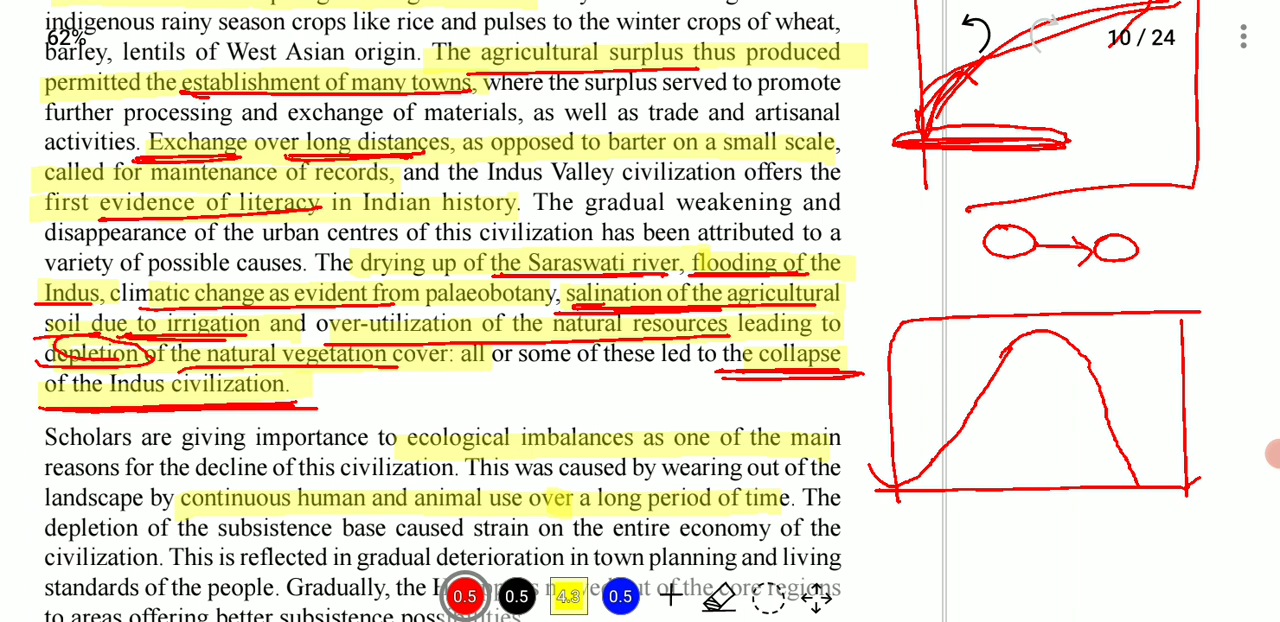 indigenous rainy season crops like rice and pulses to the winter crops of wheat,
62%
10 / 24
barley, lentils of West Asian origin. The agricultural surplus thus produced
permitted the establishment of many towns, where the surplus served to promote
further processing and exchange of materials, as well as trade and artisanal
activities. Exchange over long distances, as opposed to barter on a small scale,
called for maintenance of records, and the Indus Valley civilization offers the
first evidence of literacy in Indian history. The gradual weakening and
disappearance of the urban centres of this civilization has been attributed to a
variety of possible causes. The drying up of the Saraswati river, flooding of the
Indus, climatic change as evident from palaeobotany, salination of the agricultural
soil due to irrigation and over-utilization of the natural resources leading to
depletion of the natural vegetation cover: all or some of these led to the collapse
of the Indus civilization.
Scholars are giving importance to ecological imbalances as one of the main
reasons for the decline of this civilization. This was caused by wearing out of the
landscape by continuous human and animal use over a long period of time. The
depletion of the subsistence base caused strain on the entire economy of the
civilization. This is reflected in gradual deterioration in town planning and living
standards of the people. Gradually, the out of the core regions
0.5 0.5 4.3 0.5
to areas offering better subsistence